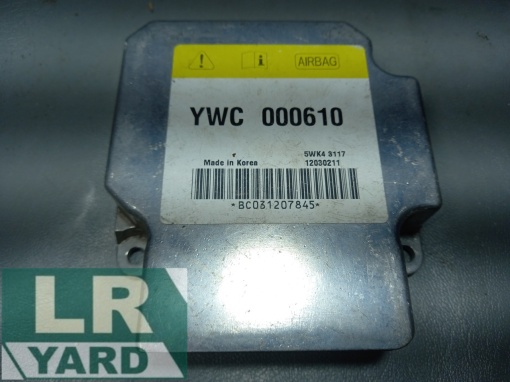 AIRBAG
YWC 000610
Made in Korea
5WK4 3117
12030211
*BC031207845*
LR
YARD